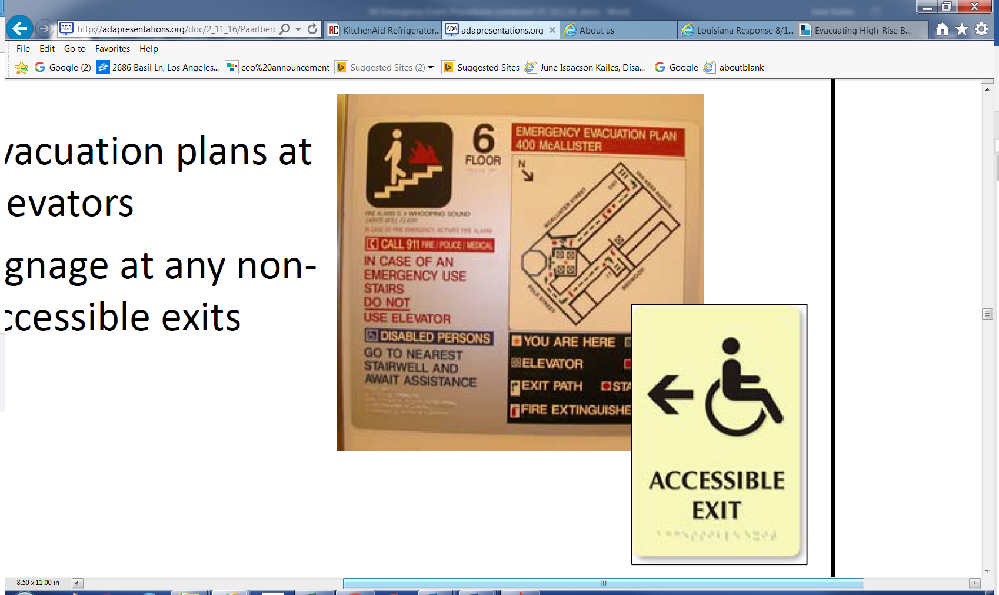 http://adapresentations.org/doc/2_11_16/Paarlberg
KitchenAid Refrigerator...
adapresentations.org
About us
Louisiana Response 8/1...
Evacuating High-Rise B...
File Edit Go to Favorites Help
Google (2)
2686 Basil Ln, Los Angeles...
ceo%20announcement
Suggested Sites (2)
Suggested Sites
June Isaacson Kailes, Disa...
Google
aboutblank
vacuation plans at
evators
gnage at any non-
ccessible exits
6
FLOOR
FIRE ALARM IS A WHOOPING SOUND
LIGHTS WILL FLASH
IN CASE OF FIRE EMERGENCY, ACTIVATE FIRE ALARM
CALL 911 FIRE / POLICE / MEDICAL
IN CASE OF AN
EMERGENCY USE
STAIRS
DO NOT
USE ELEVATOR
DISABLED PERSONS
GO TO NEAREST
STAIRWELL AND
AWAIT ASSISTANCE
EMERGENCY EVACUATION PLAN
400 McALLISTER
N
McALLISTER STREET
EXIT
VAN NESS AVENUE
POLK STREET
REDWOOD
YOU ARE HERE
ELEVATOR
EXIT PATH
STA
FIRE EXTINGUISHE
ACCESSIBLE
EXIT
8.50 x 11.00 in